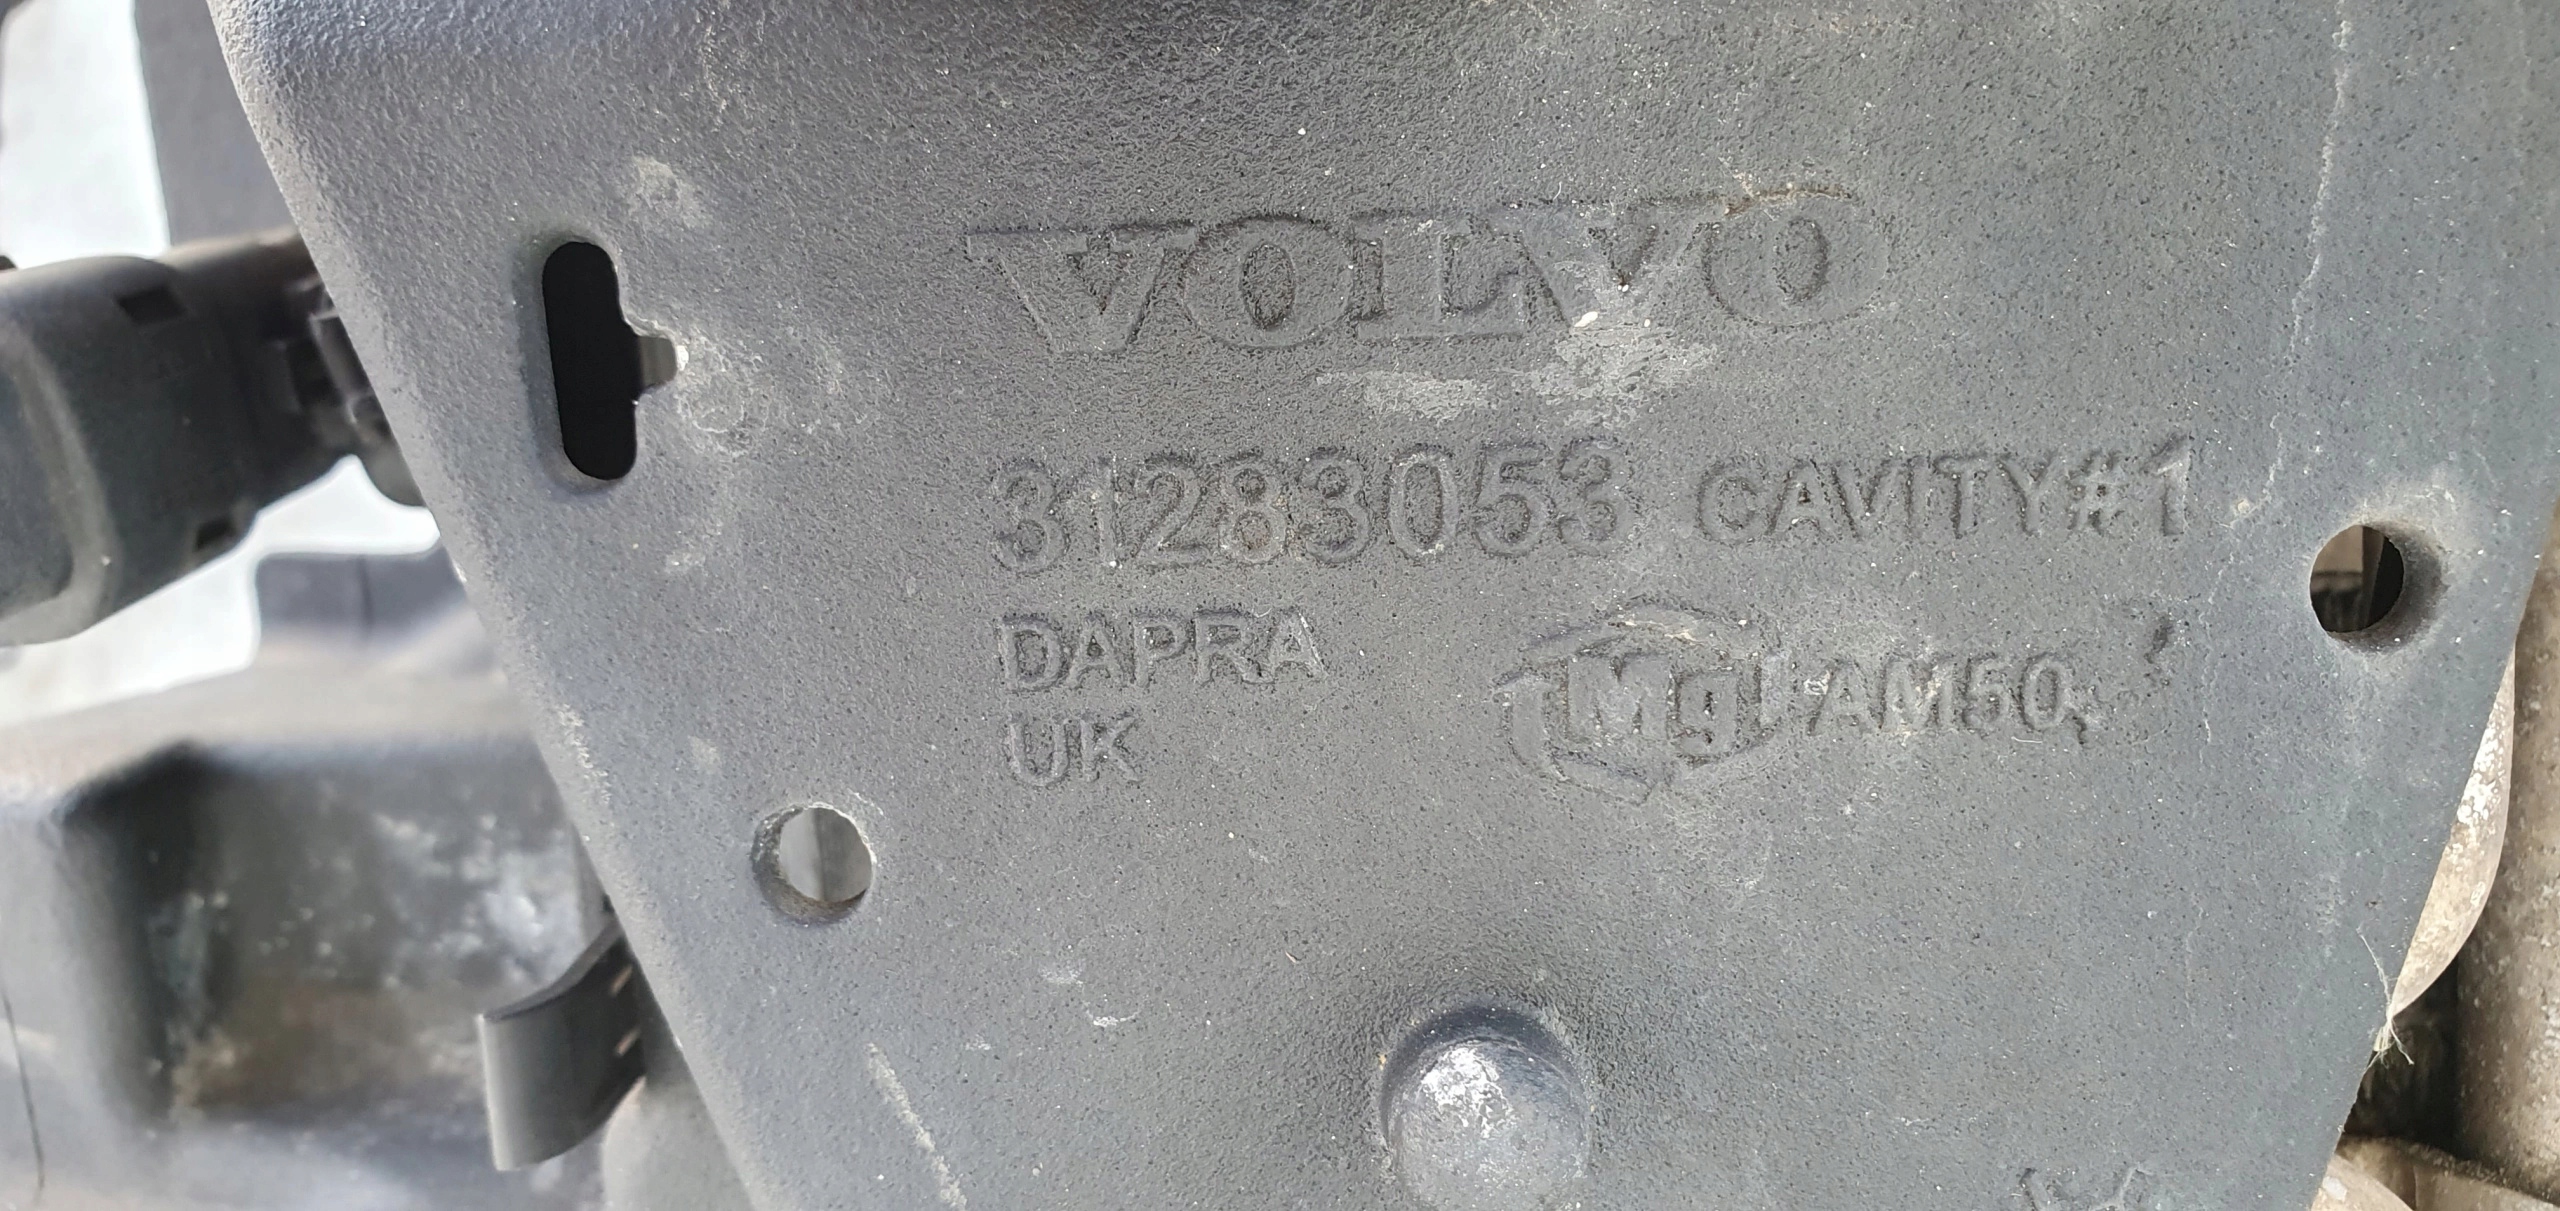 VOLVO
31283053 CAVITY#1
DAPRA
Mg AM50
UK